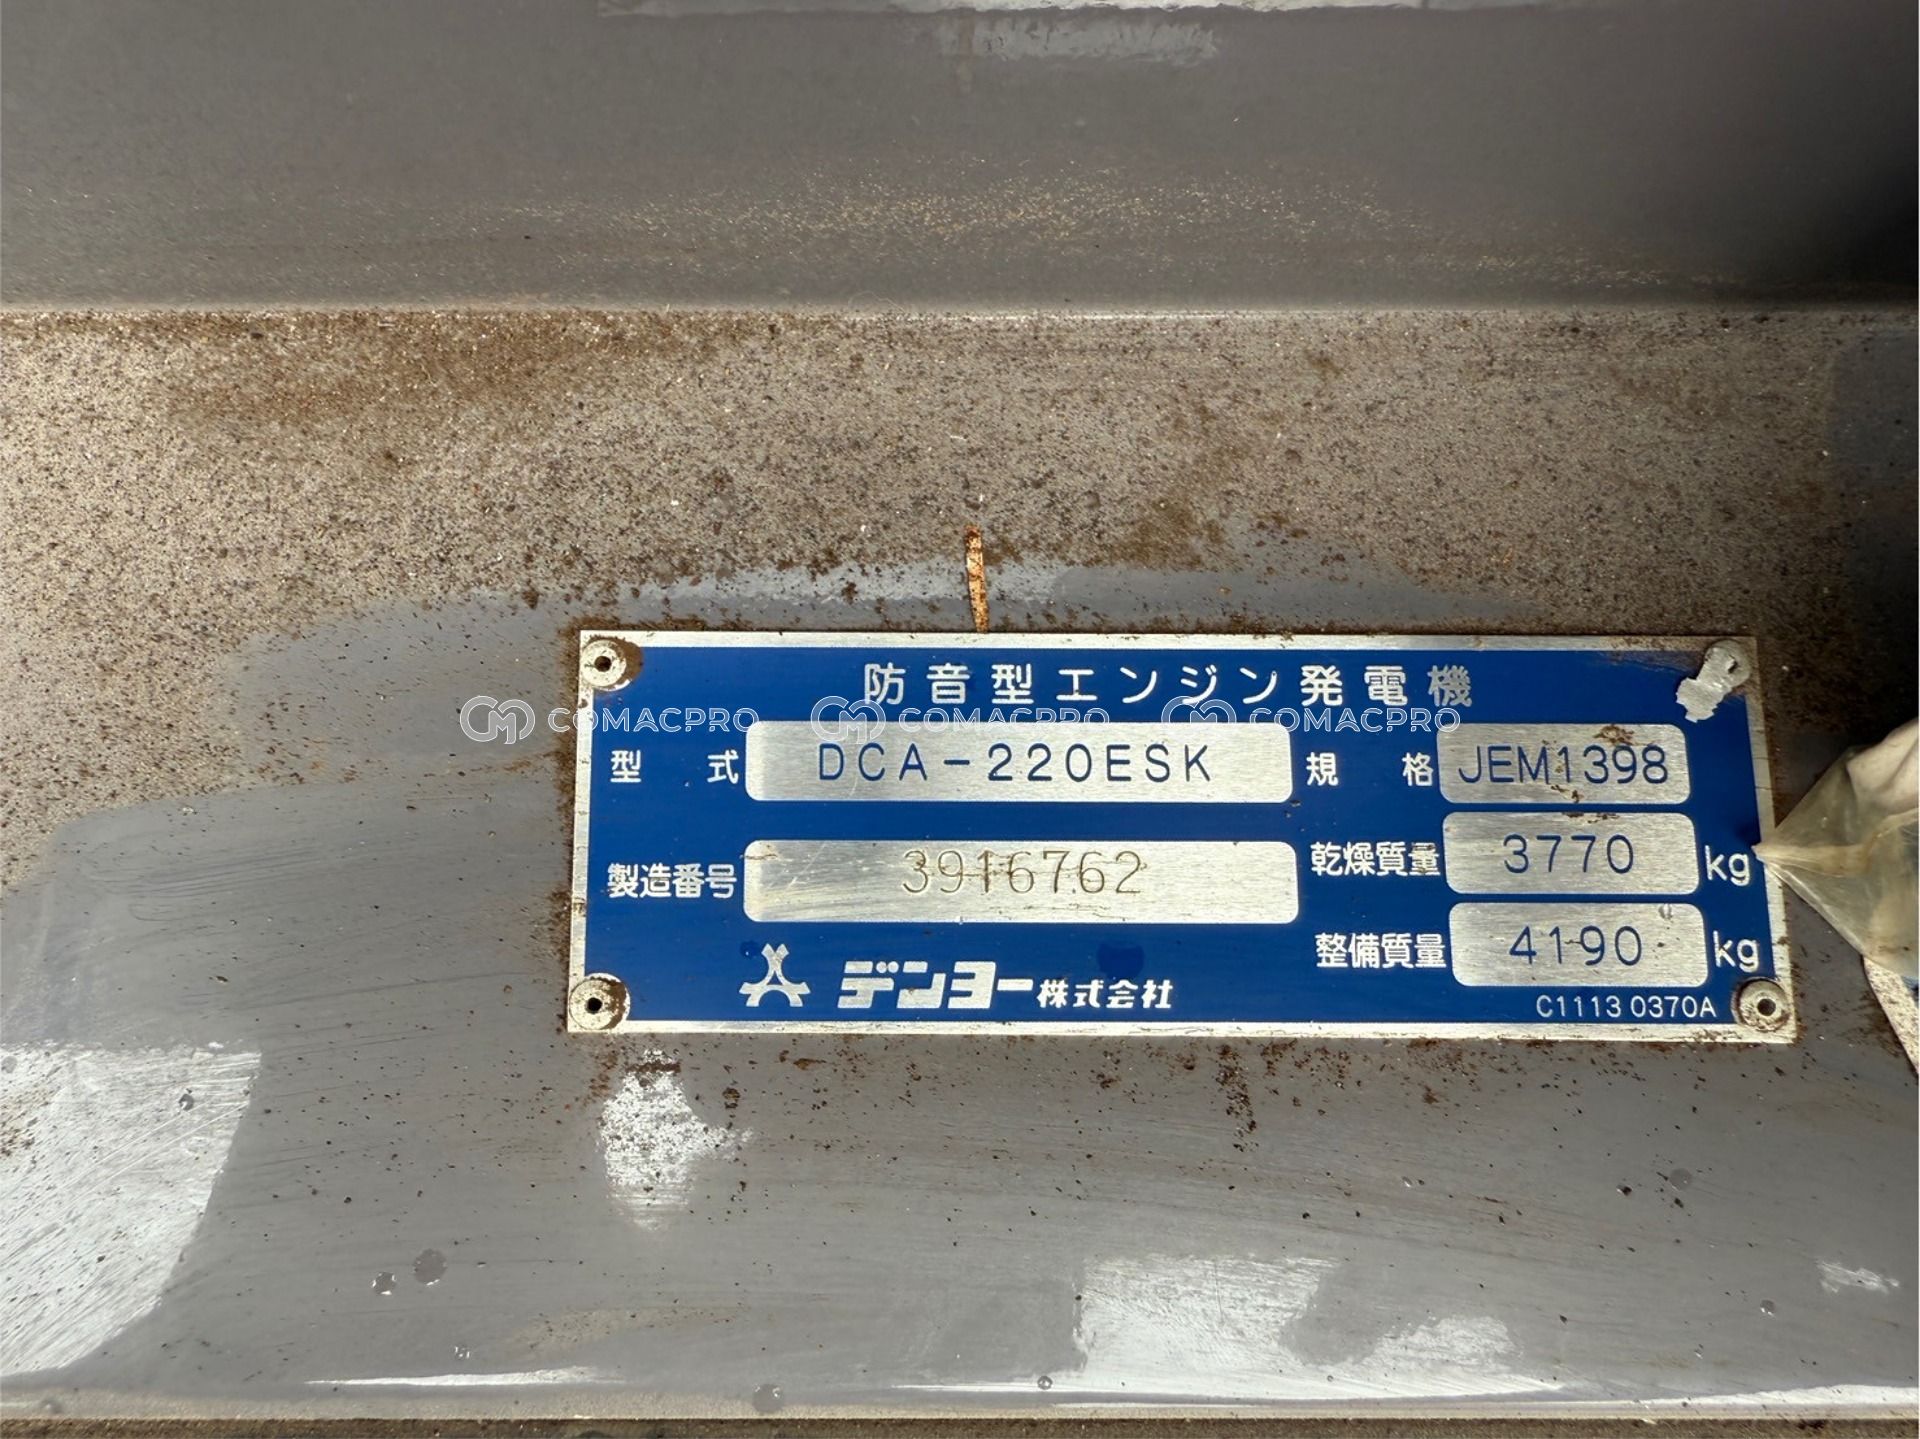 防音型エンジン発電機
COMACPRO COMACPRO COMACPRO
型式 DCA-220ESK 規格 JEM1398
製造番号 3916762 乾燥質量 3770 kg
整備質量 4190 kg
デンヨー株式会社
C1113 0370A